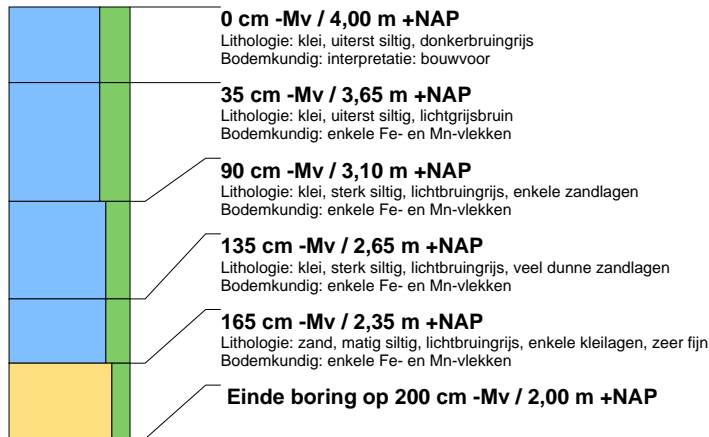 0 cm -Mv / 4,00 m +NAP
Lithologie: klei, uiterst siltig, donkerbruingrijs
Bodemkundig: interpretatie: bouwvoor
35 cm -Mv / 3,65 m +NAP
Lithologie: klei, uiterst siltig, lichtgrijsbruin
Bodemkundig: enkele Fe- en Mn-vlekken
90 cm -Mv / 3,10 m +NAP
Lithologie: klei, sterk siltig, lichtbruingrijs, enkele zandlagen
Bodemkundig: enkele Fe- en Mn-vlekken
135 cm -Mv / 2,65 m +NAP
Lithologie: klei, sterk siltig, lichtbruingrijs, veel dunne zandlagen
Bodemkundig: enkele Fe- en Mn-vlekken
165 cm -Mv / 2,35 m +NAP
Lithologie: zand, matig siltig, lichtbruingrijs, enkele kleilagen, zeer fijn
Bodemkundig: enkele Fe- en Mn-vlekken
Einde boring op 200 cm -Mv / 2,00 m +NAP